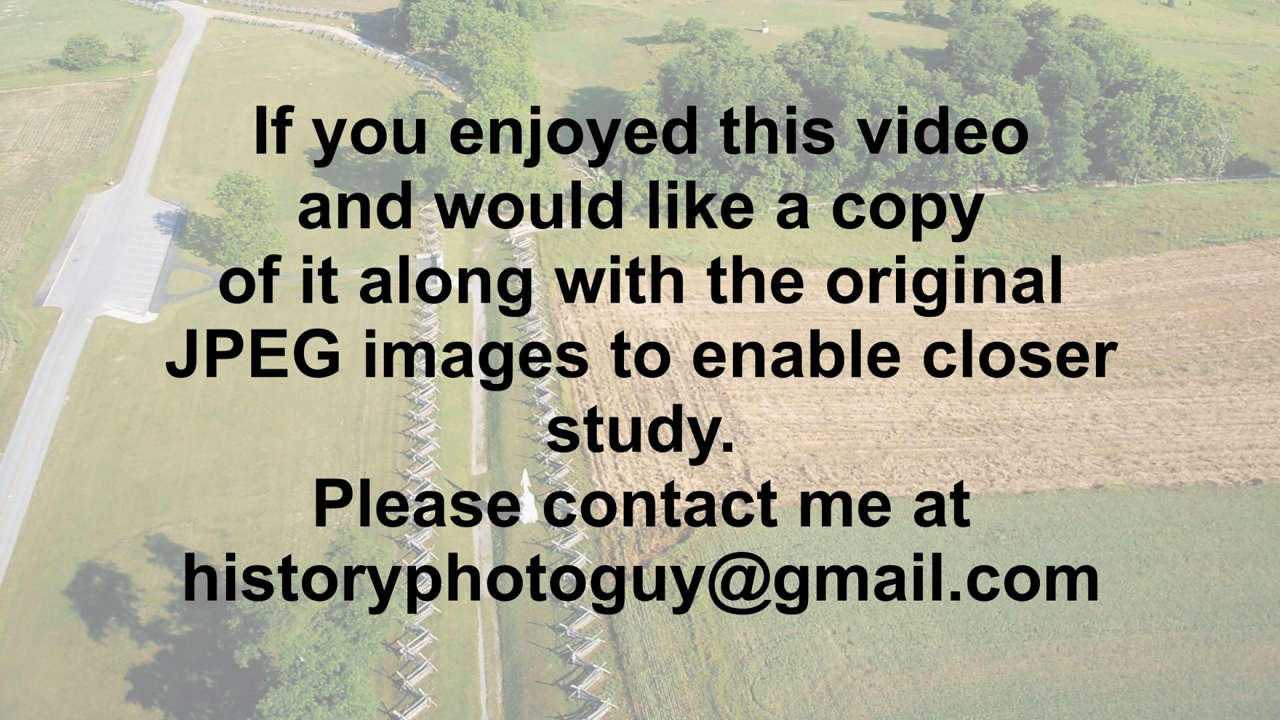 If you enjoyed this video
and would like a copy
of it along with the original
JPEG images to enable closer
study.
Please contact me at
historyphotoguy@gmail.com